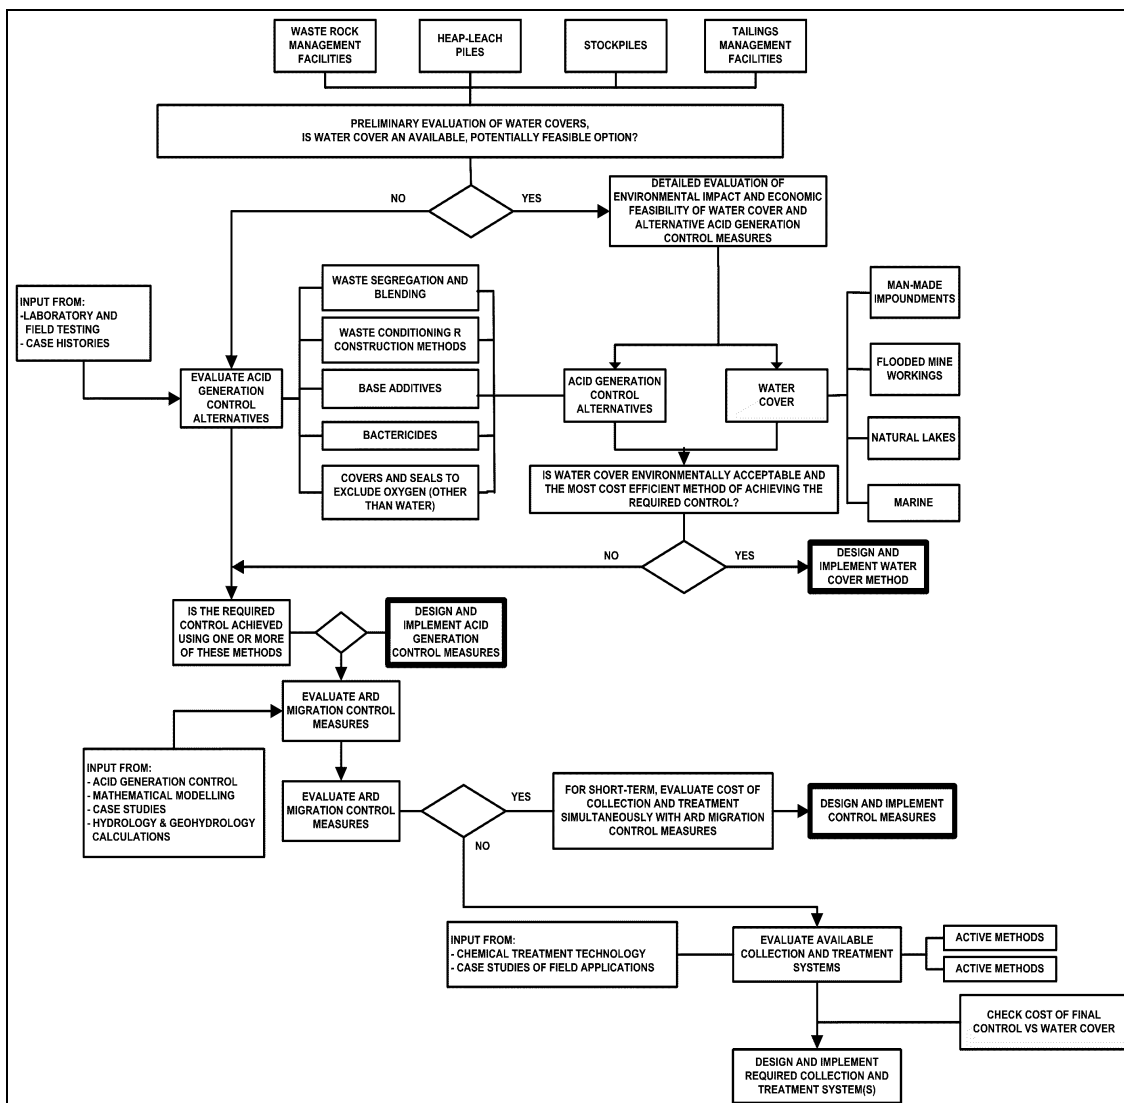 WASTE ROCK
MANAGEMENT
FACILITIES
HEAP-LEACH
PILES
STOCKPILES
TAILINGS
MANAGEMENT
FACILITIES
PRELIMINARY EVALUATION OF WATER COVERS,
IS WATER COVER AN AVAILABLE, POTENTIALLY FEASIBLE OPTION?
NO
YES
DETAILED EVALUATION OF
ENVIRONMENTAL IMPACT AND ECONOMIC
FEASIBILITY OF WATER COVER AND
ALTERNATIVE ACID GENERATION
CONTROL MEASURES
INPUT FROM:
-LABORATORY AND
FIELD TESTING
- CASE HISTORIES
EVALUATE ACID
GENERATION
CONTROL
ALTERNATIVES
WASTE SEGREGATION AND
BLENDING
WASTE CONDITIONING R
CONSTRUCTION METHODS
BASE ADDITIVES
BACTERICIDES
COVERS AND SEALS TO
EXCLUDE OXYGEN (OTHER
THAN WATER)
ACID GENERATION
CONTROL
ALTERNATIVES
WATER
COVER
MAN-MADE
IMPOUNDMENTS
FLOODED MINE
WORKINGS
NATURAL LAKES
MARINE
IS WATER COVER ENVIRONMENTALLY ACCEPTABLE AND
THE MOST COST EFFICIENT METHOD OF ACHIEVING THE
REQUIRED CONTROL?
NO
YES
DESIGN AND
IMPLEMENT WATER
COVER METHOD
IS THE REQUIRED
CONTROL ACHIEVED
USING ONE OR MORE
OF THESE METHODS
DESIGN AND
IMPLEMENT ACID
GENERATION
CONTROL MEASURES
EVALUATE ARD
MIGRATION CONTROL
MEASURES
INPUT FROM:
- ACID GENERATION CONTROL
- MATHEMATICAL MODELLING
- CASE STUDIES
- HYDROLOGY & GEOHYDROLOGY
CALCULATIONS
EVALUATE ARD
MIGRATION CONTROL
MEASURES
YES
NO
FOR SHORT-TERM, EVALUATE COST OF
COLLECTION AND TREATMENT
SIMULTANEOUSLY WITH ARD MIGRATION
CONTROL MEASURES
DESIGN AND IMPLEMENT
CONTROL MEASURES
INPUT FROM:
- CHEMICAL TREATMENT TECHNOLOGY
- CASE STUDIES OF FIELD APPLICATIONS
EVALUATE AVAILABLE
COLLECTION AND TREATMENT
SYSTEMS
ACTIVE METHODS
ACTIVE METHODS
CHECK COST OF FINAL
CONTROL VS WATER COVER
DESIGN AND IMPLEMENT
REQUIRED COLLECTION AND
TREATMENT SYSTEM(S)